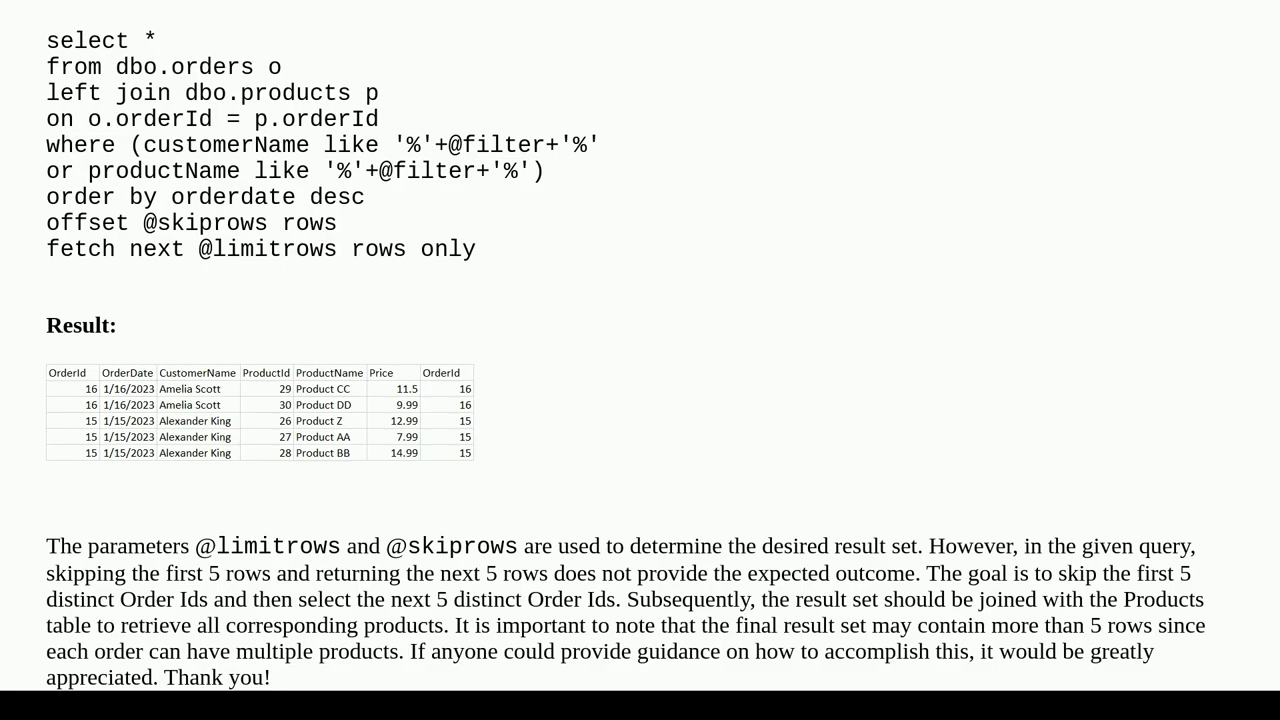 select *
from dbo.orders o
left join dbo.products p
on o.orderId = p.orderId
where (customerName like '%'+@filter+'%'
or productName like '%'+@filter+'%')
order by orderdate desc
offset @skiprows rows
fetch next @limitrows rows only
Result:
OrderId OrderDate CustomerName ProductId ProductName Price OrderId
16 1/16/2023 Amelia Scott 29 Product CC 11.5 16
16 1/16/2023 Amelia Scott 30 Product DD 9.99 16
15 1/15/2023 Alexander King 26 Product Z 12.99 15
15 1/15/2023 Alexander King 27 Product AA 7.99 15
15 1/15/2023 Alexander King 28 Product BB 14.99 15
The parameters @limitrows and @skiprows are used to determine the desired result set. However, in the given query,
skipping the first 5 rows and returning the next 5 rows does not provide the expected outcome. The goal is to skip the first 5
distinct Order Ids and then select the next 5 distinct Order Ids. Subsequently, the result set should be joined with the Products
table to retrieve all corresponding products. It is important to note that the final result set may contain more than 5 rows since
each order can have multiple products. If anyone could provide guidance on how to accomplish this, it would be greatly
appreciated. Thank you!